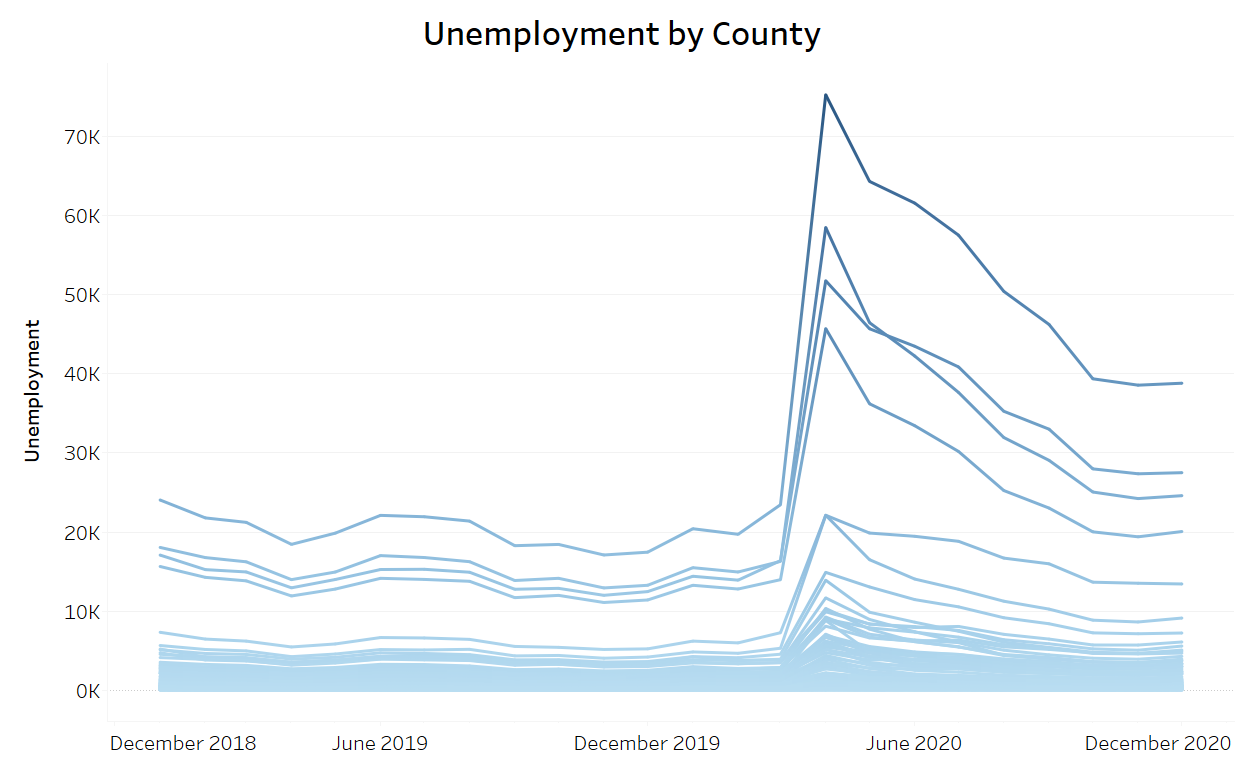 Unemployment by County
70K
60K
50K
40K
30K
20K
10K
0K
Unemployment
December 2018 June 2019 December 2019 June 2020 December 2020